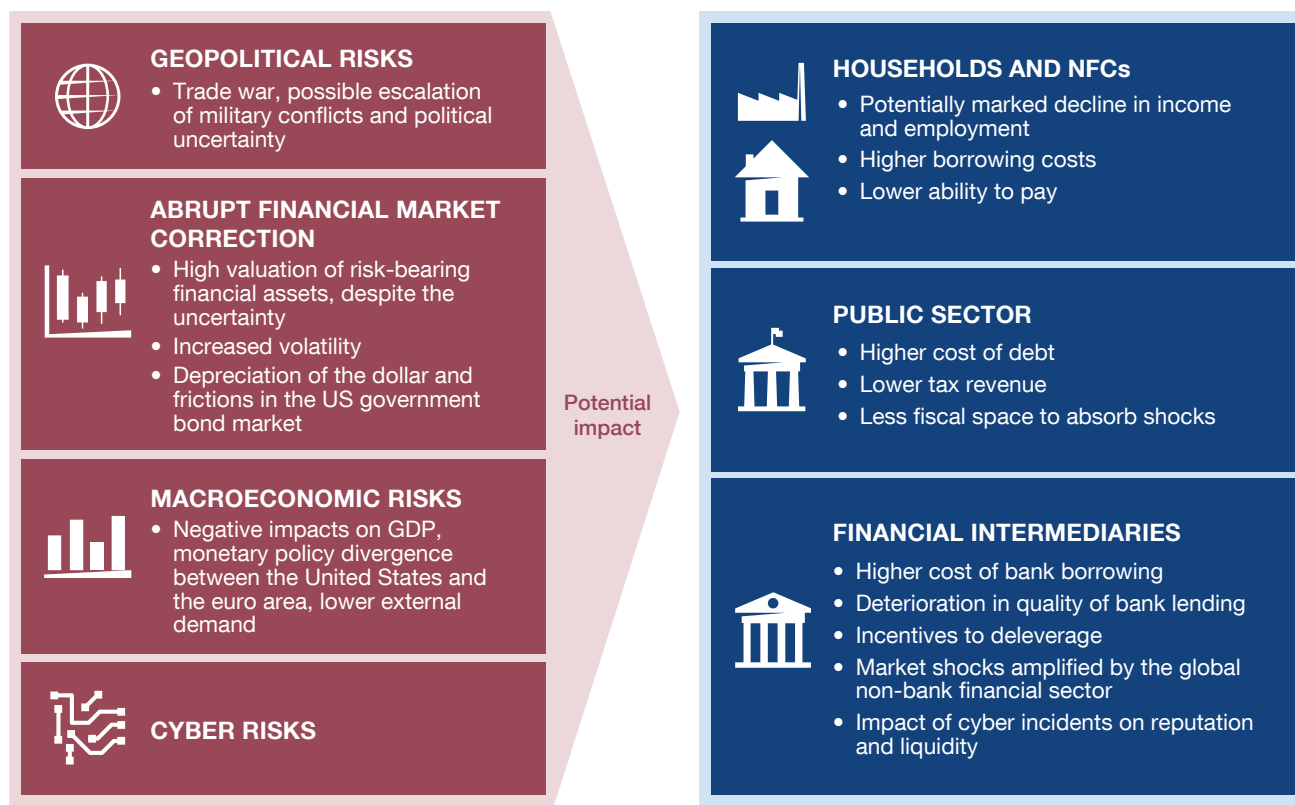 GEOPOLITICAL RISKS
• Trade war, possible escalation
of military conflicts and political
uncertainty
ABRUPT FINANCIAL MARKET
CORRECTION
• High valuation of risk-bearing
financial assets, despite the
uncertainty
• Increased volatility
• Depreciation of the dollar and
frictions in the US government
bond market
MACROECONOMIC RISKS
• Negative impacts on GDP,
monetary policy divergence
between the United States and
the euro area, lower external
demand
CYBER RISKS
Potential
impact
HOUSEHOLDS AND NFCs
• Potentially marked decline in income
and employment
• Higher borrowing costs
• Lower ability to pay
PUBLIC SECTOR
• Higher cost of debt
• Lower tax revenue
• Less fiscal space to absorb shocks
FINANCIAL INTERMEDIARIES
• Higher cost of bank borrowing
• Deterioration in quality of bank lending
• Incentives to deleverage
• Market shocks amplified by the global
non-bank financial sector
• Impact of cyber incidents on reputation
and liquidity